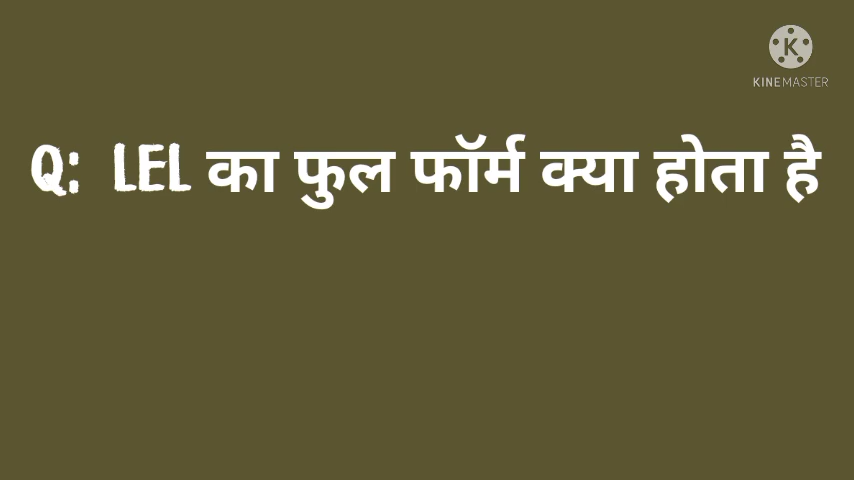 K
KINEMASTER
Q: LEL का फुल फॉर्म क्या होता है